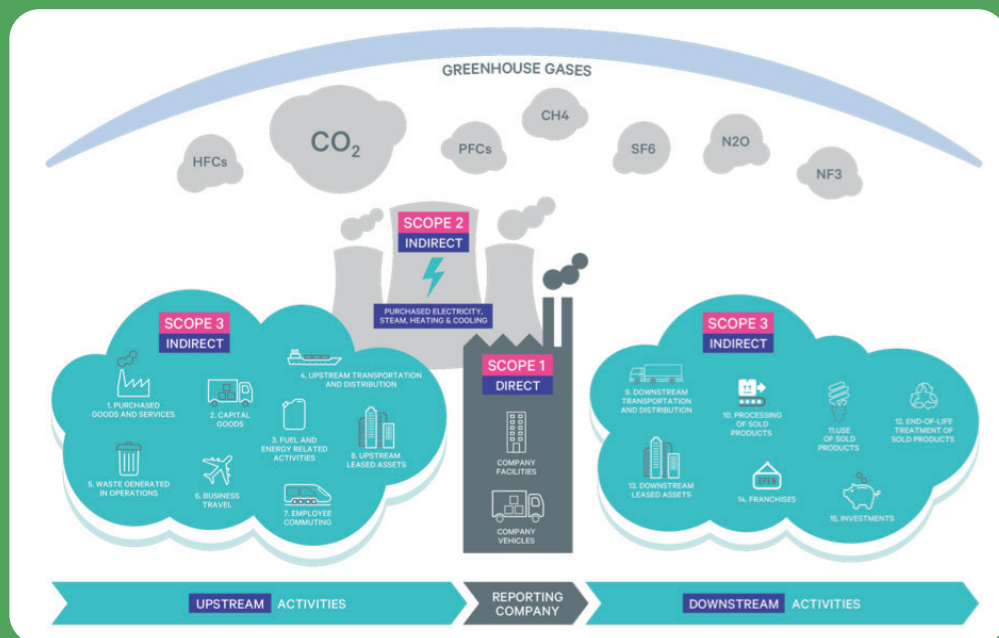 GREENHOUSE GASES
HFCs
CO₂
PFCs
CH4
SF6
N2O
NF3
SCOPE 2
INDIRECT
PURCHASED ELECTRICITY,
STEAM, HEATING & COOLING
SCOPE 3
INDIRECT
1. PURCHASED
GOODS AND SERVICES
2. CAPITAL
GOODS
3. FUEL AND
ENERGY RELATED
ACTIVITIES
4. UPSTREAM TRANSPORTATION
AND DISTRIBUTION
5. WASTE GENERATED
IN OPERATIONS
6. BUSINESS
TRAVEL
7. EMPLOYEE
COMMUTING
8. UPSTREAM
LEASED ASSETS
SCOPE 1
DIRECT
COMPANY
FACILITIES
COMPANY
VEHICLES
SCOPE 3
INDIRECT
9. DOWNSTREAM
TRANSPORTATION
AND DISTRIBUTION
10. PROCESSING
OF SOLD
PRODUCTS
11.USE
OF SOLD
PRODUCTS
12. END-OF-LIFE
TREATMENT OF
SOLD PRODUCTS
13. DOWNSTREAM
LEASED ASSETS
OPEN
14. FRANCHISES
15. INVESTMENTS
UPSTREAM ACTIVITIES
REPORTING
COMPANY
DOWNSTREAM ACTIVITIES